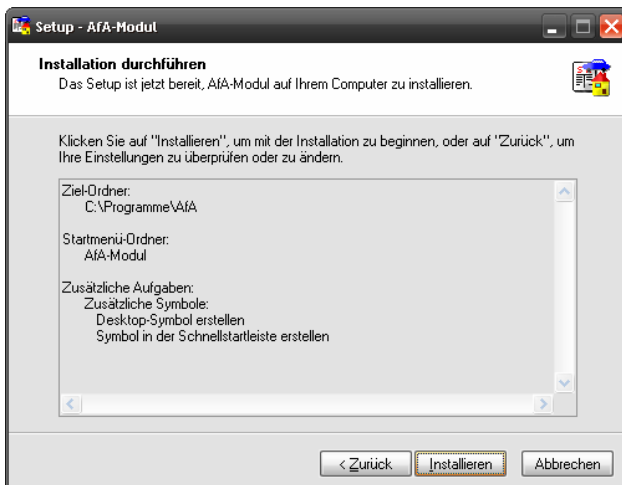 Setup - AfA-Modul
Installation durchführen
Das Setup ist jetzt bereit, AfA-Modul auf Ihrem Computer zu installieren.
Klicken Sie auf "Installieren", um mit der Installation zu beginnen, oder auf "Zurück", um
Ihre Einstellungen zu überprüfen oder zu ändern.
Ziel-Ordner:
C:\Programme\AfA
Startmenü-Ordner:
AfA-Modul
Zusätzliche Aufgaben:
Zusätzliche Symbole:
Desktop-Symbol erstellen
Symbol in der Schnellstartleiste erstellen
< Zurück
Installieren
Abbrechen